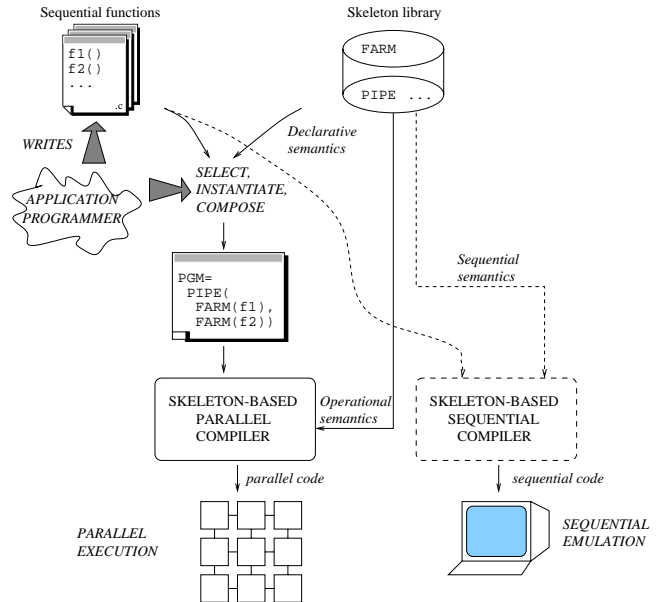 Sequential functions
Skeleton library
f1()
f2()
...
.c
FARM
PIPE ...
WRITES
Declarative
semantics
APPLICATION
PROGRAMMER
SELECT,
INSTANTIATE,
COMPOSE
PGM=
PIPE(
FARM(f1),
FARM(f2))
Sequential
semantics
SKELETON-BASED
PARALLEL
COMPILER
Operational
semantics
SKELETON-BASED
SEQUENTIAL
COMPILER
parallel code
sequential code
PARALLEL
EXECUTION
SEQUENTIAL
EMULATION